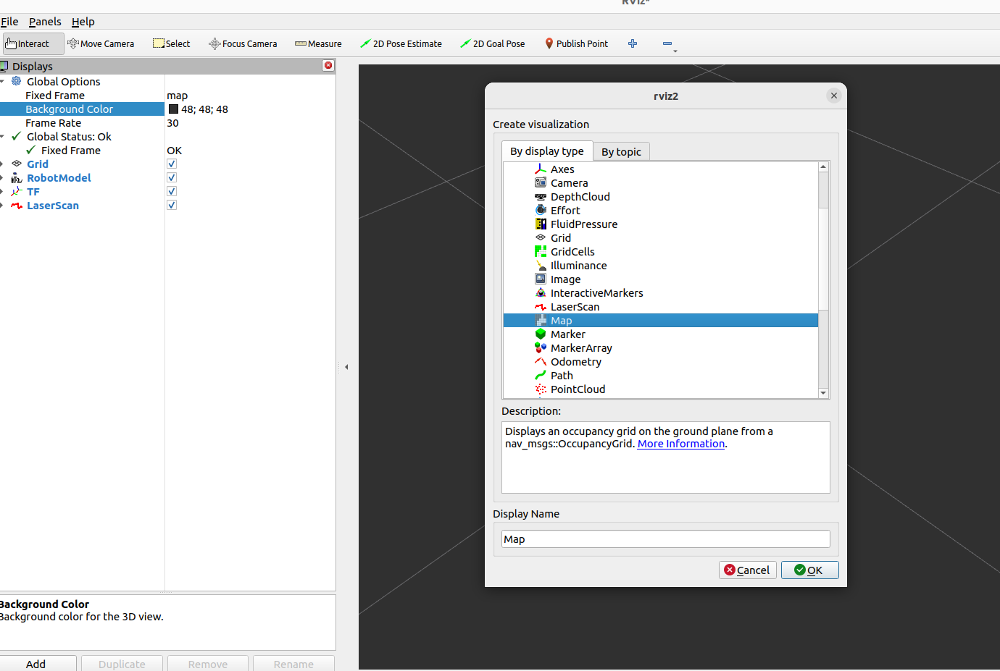 RViz*
File Panels Help
Interact Move Camera Select Focus Camera Measure 2D Pose Estimate 2D Goal Pose Publish Point
Displays
Global Options
Fixed Frame map
Background Color 48; 48; 48
Frame Rate 30
Global Status: Ok
Fixed Frame OK
Grid
RobotModel
TF
LaserScan
Background Color
Background color for the 3D view.
Add Duplicate Remove Rename
rviz2
Create visualization
By display type By topic
Axes
Camera
DepthCloud
Effort
FluidPressure
Grid
GridCells
Illuminance
Image
InteractiveMarkers
LaserScan
Map
Marker
MarkerArray
Odometry
Path
PointCloud
Description:
Displays an occupancy grid on the ground plane from a
nav_msgs::OccupancyGrid. More Information.
Display Name
Map
Cancel OK